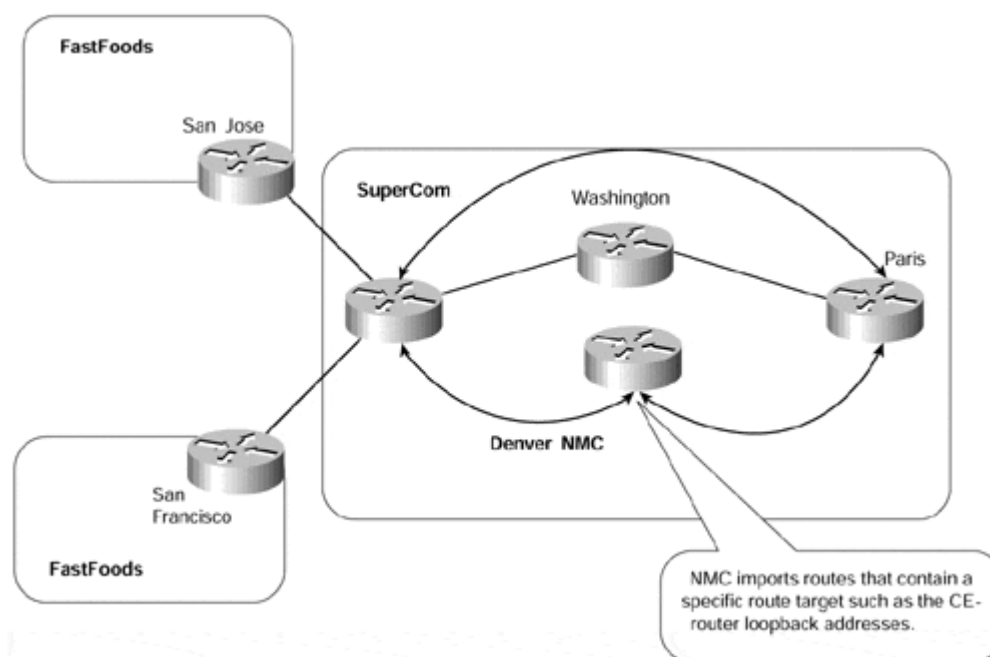 FastFoods
San Jose
SuperCom
Washington
Paris
Denver NMC
San
Francisco
FastFoods
NMC imports routes that contain a
specific route target such as the CE-
router loopback addresses.